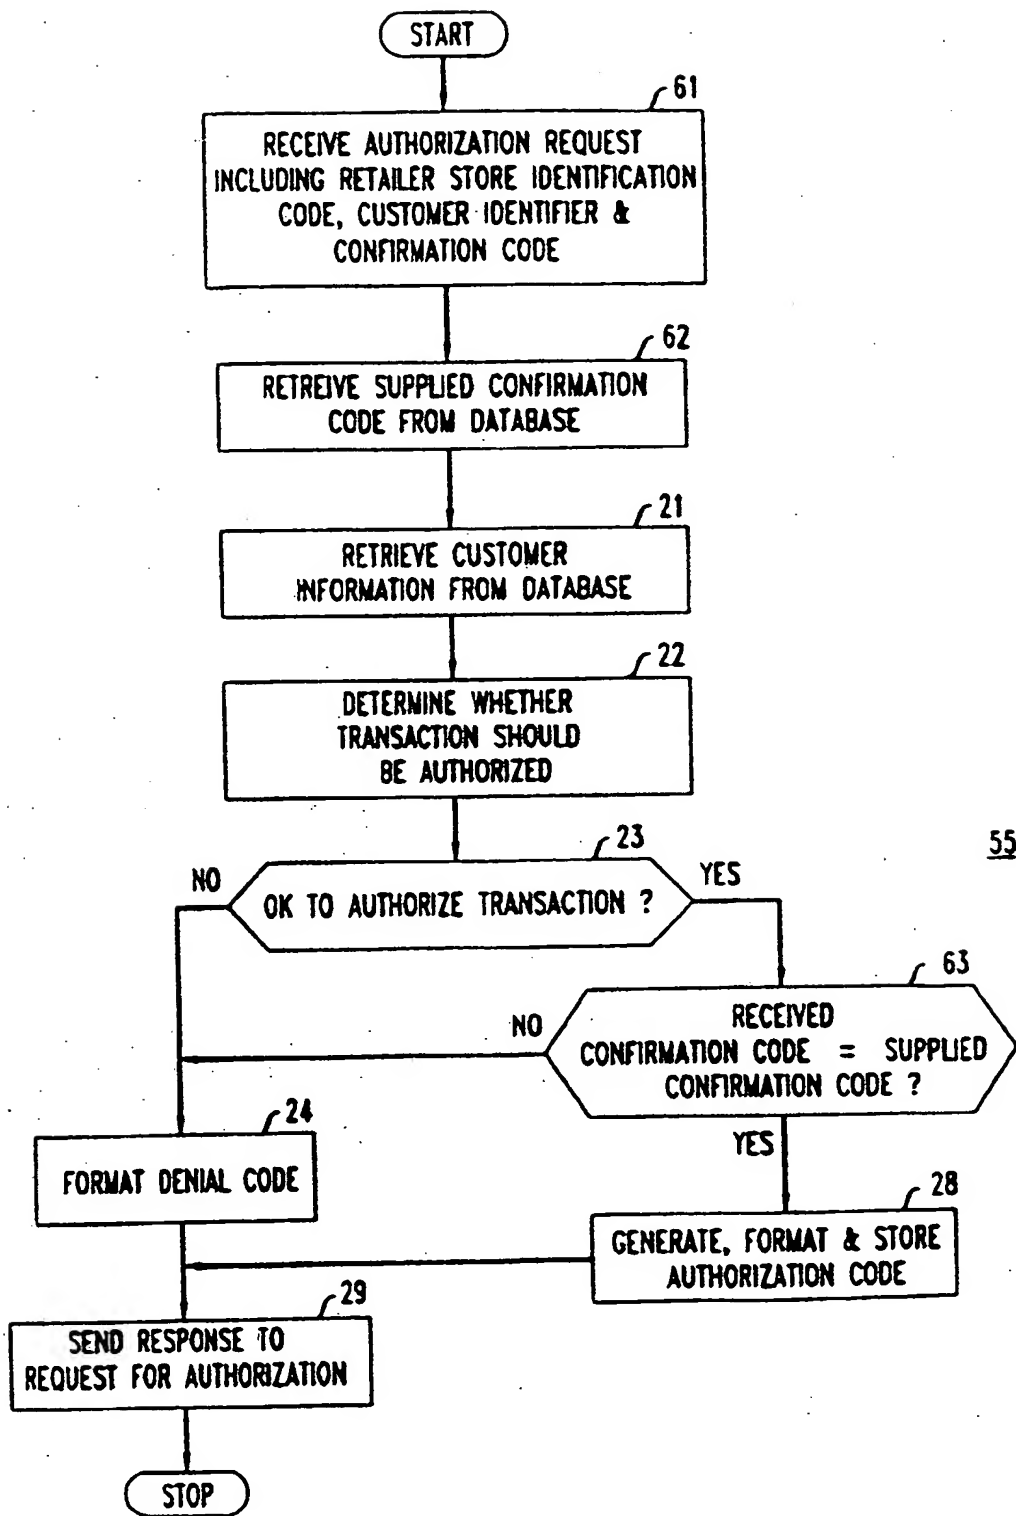 START
61
RECEIVE AUTHORIZATION REQUEST
INCLUDING RETAILER STORE IDENTIFICATION
CODE, CUSTOMER IDENTIFIER &
CONFIRMATION CODE
62
RETREIVE SUPPLIED CONFIRMATION
CODE FROM DATABASE
21
RETRIEVE CUSTOMER
INFORMATION FROM DATABASE
22
DETERMINE WHETHER
TRANSACTION SHOULD
BE AUTHORIZED
23
55
NO
YES
OK TO AUTHORIZE TRANSACTION ?
63
NO
RECEIVED
CONFIRMATION CODE = SUPPLIED
CONFIRMATION CODE ?
24
YES
FORMAT DENIAL CODE
28
GENERATE, FORMAT & STORE
AUTHORIZATION CODE
29
SEND RESPONSE TO
REQUEST FOR AUTHORIZATION
STOP